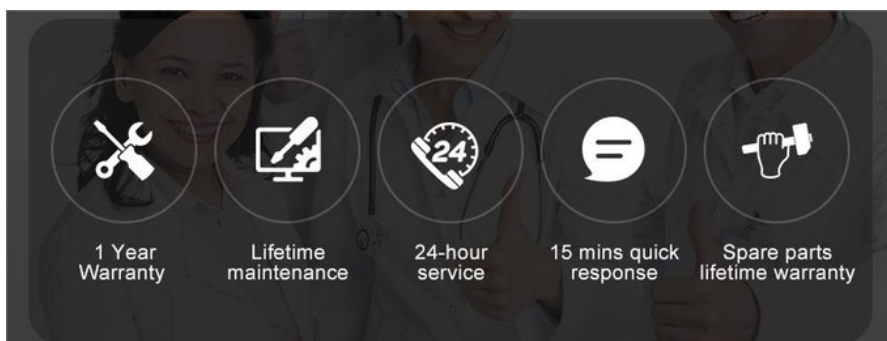 24
1 Year
Warranty
Lifetime
maintenance
24-hour
service
15 mins quick
response
Spare parts
lifetime warranty